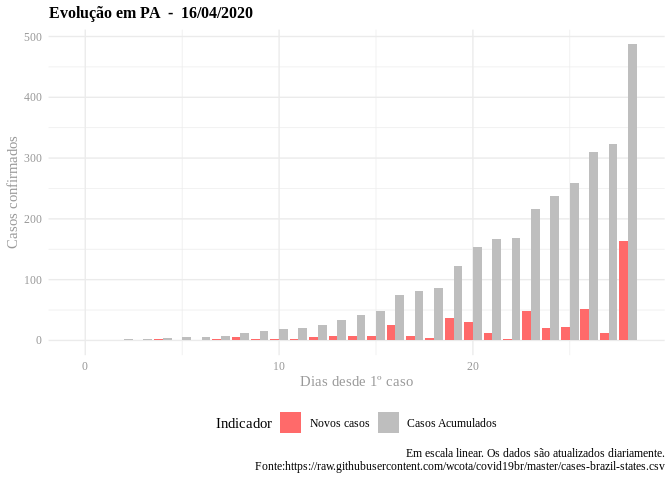 Evolução em PA - 16/04/2020
Casos confirmados
500
400
300
200
100
0
0
10
20
Dias desde 1º caso
Indicador
Novos casos
Casos Acumulados
Em escala linear. Os dados são atualizados diariamente.
Fonte:https://raw.githubusercontent.com/wcota/covid19br/master/cases-brazil-states.csv